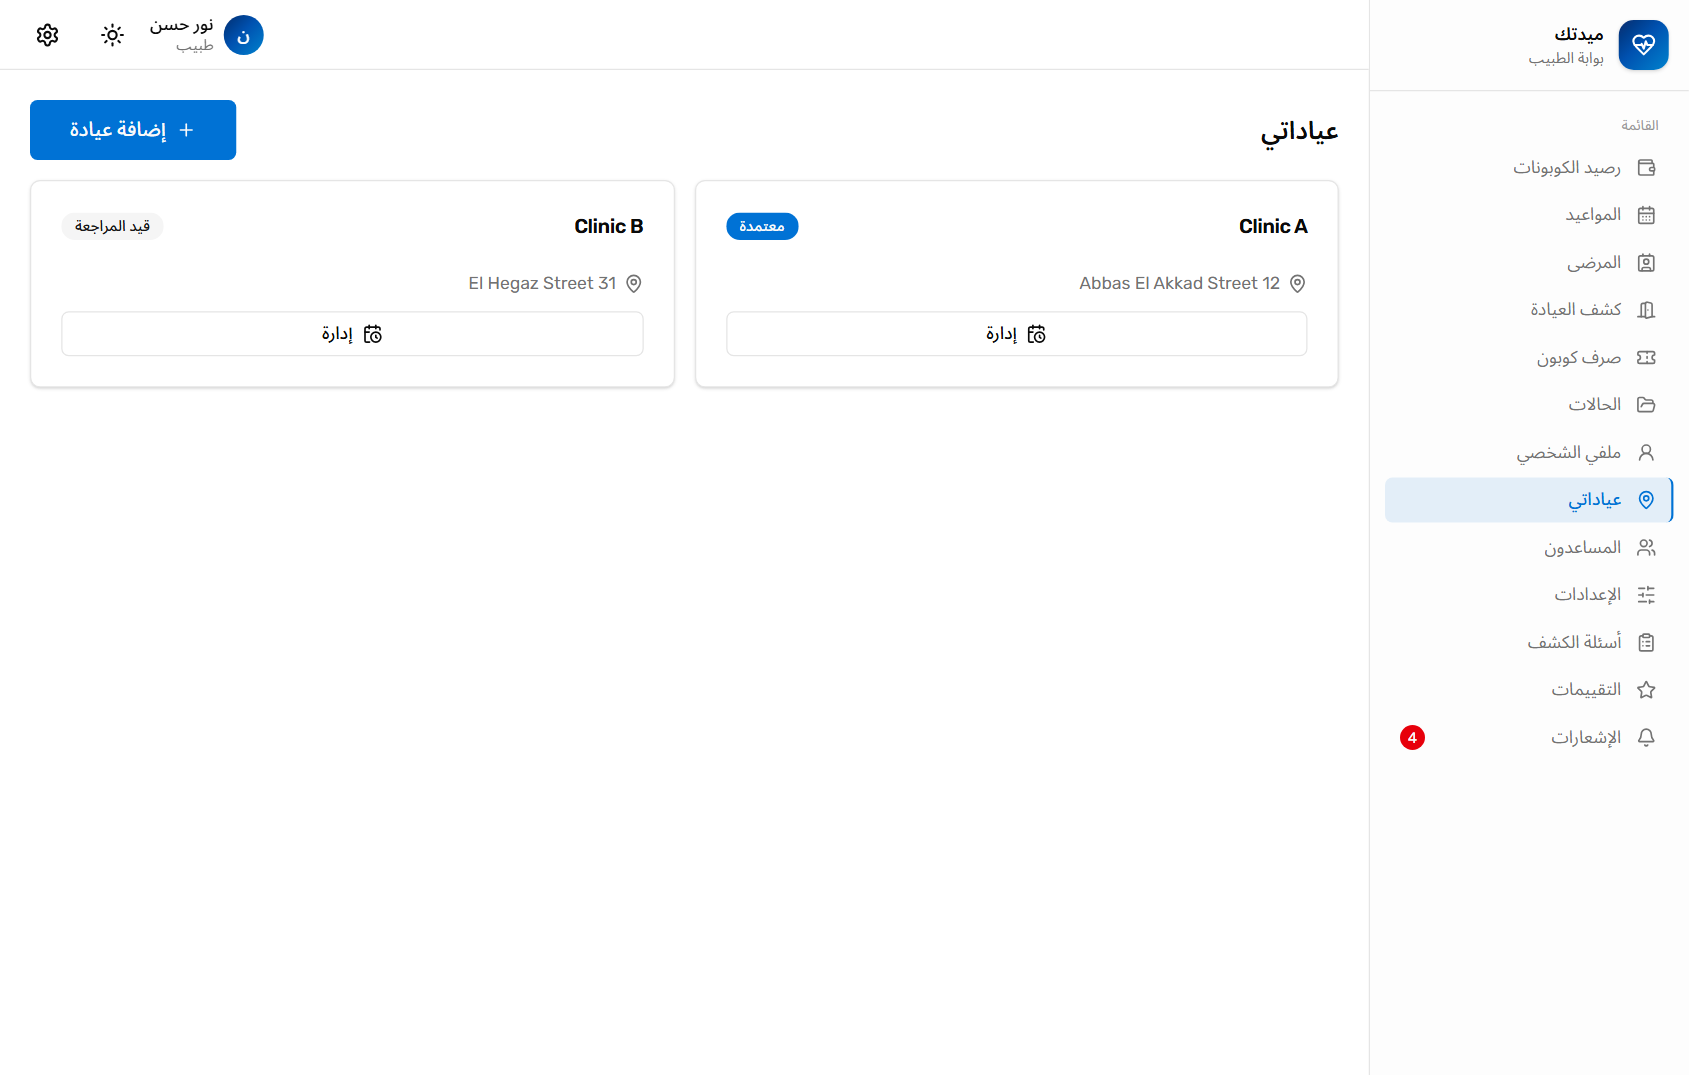 ميدتك
بوابة الطبيب
القائمة
رصيد الكوبونات
المواعيد
المرضى
كشف العيادة
صرف كوبون
الحالات
ملفي الشخصي
عياداتي
المساعدون
الإعدادات
أسئلة الكشف
التقييمات
الإشعارات
4
ن
نور حسن
طبيب
عياداتي
إضافة عيادة
Clinic A
معتمدة
Abbas El Akkad Street 12
إدارة
Clinic B
قيد المراجعة
El Hegaz Street 31
إدارة